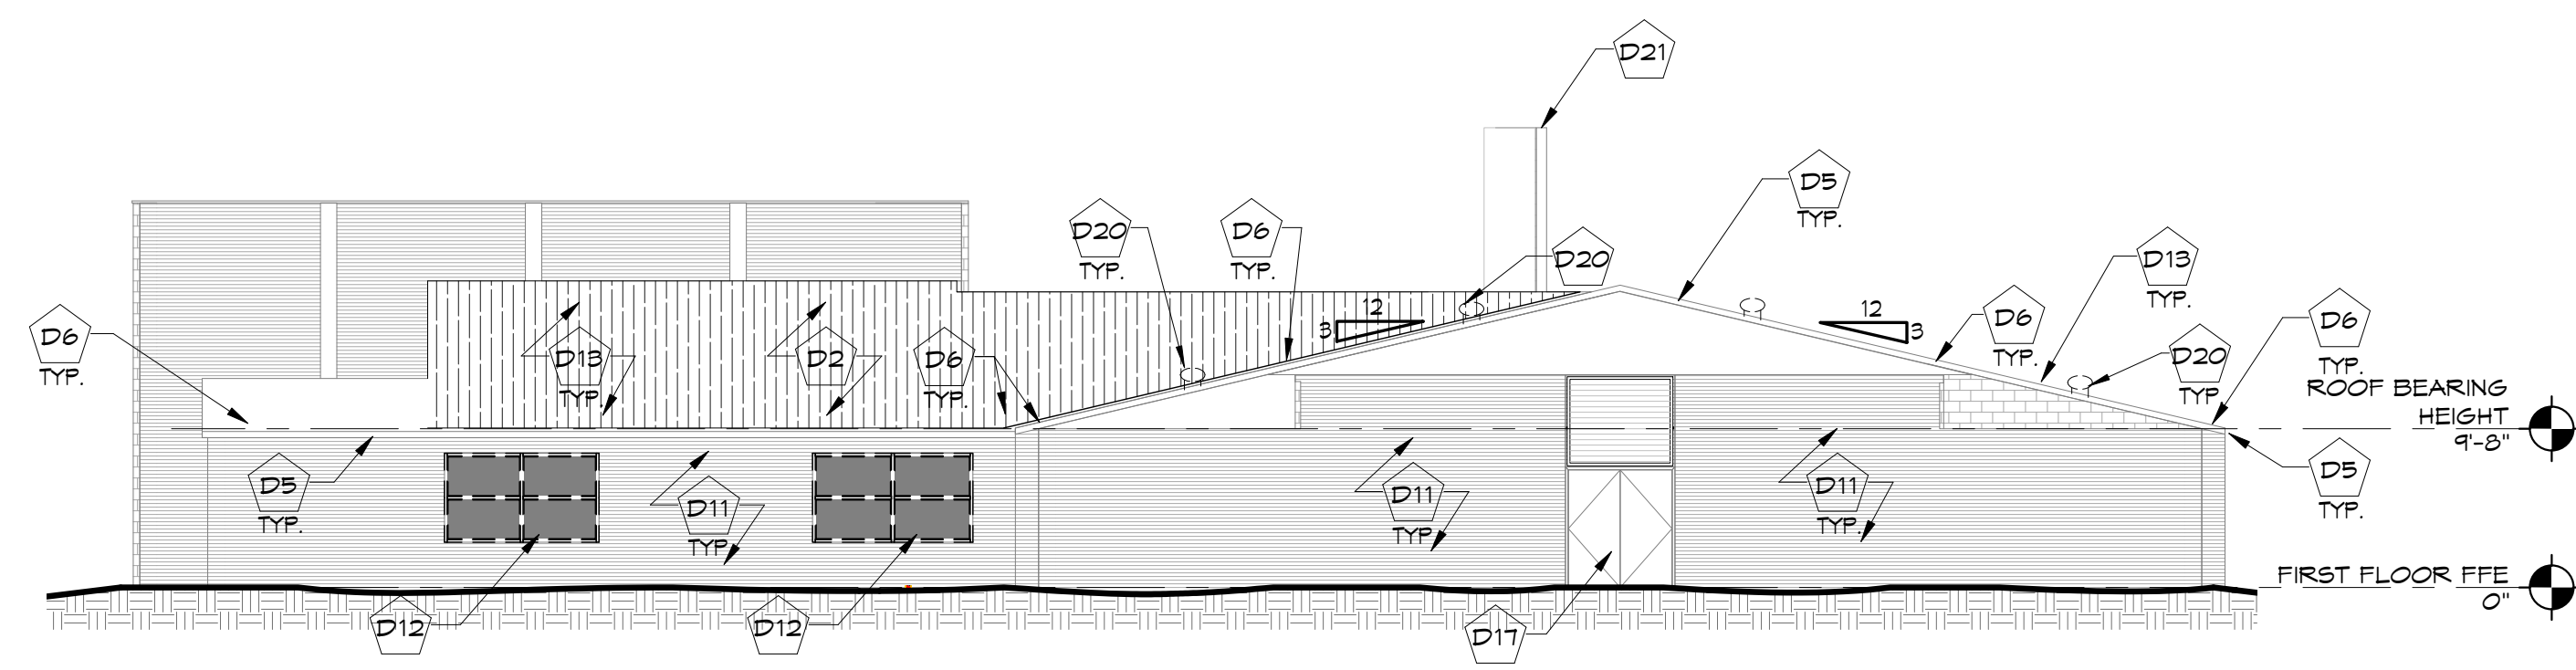 D21
D5
TYP.
D20
TYP.
D6
TYP.
D20
D13
TYP.
D6
TYP.
12
3
12
3
D6
TYP.
D6
TYP.
D13
TYP.
D2
D6
TYP.
D20
TYP.
ROOF BEARING
HEIGHT
9'-8"
D5
TYP.
D11
TYP.
D11
TYP.
D11
TYP.
D5
TYP.
FIRST FLOOR FFE
0"
D12
D12
D17